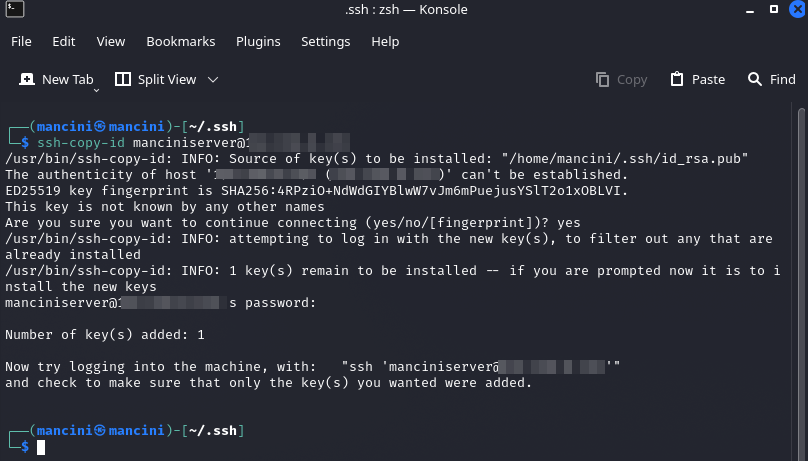 .ssh : zsh — Konsole
File Edit View Bookmarks Plugins Settings Help
New Tab Split View Copy Paste Find
┌──(mancini㉿mancini)-[~/.ssh]
└─$ ssh-copy-id manciniserver@1
/usr/bin/ssh-copy-id: INFO: Source of key(s) to be installed: "/home/mancini/.ssh/id_rsa.pub"
The authenticity of host '1 ( )' can't be established.
ED25519 key fingerprint is SHA256:4RPziO+NdWdGIYBlwW7vJm6mPuejusYSlT2o1xOBLVI.
This key is not known by any other names
Are you sure you want to continue connecting (yes/no/[fingerprint])? yes
/usr/bin/ssh-copy-id: INFO: attempting to log in with the new key(s), to filter out any that are
already installed
/usr/bin/ssh-copy-id: INFO: 1 key(s) remain to be installed -- if you are prompted now it is to i
nstall the new keys
manciniserver@1 s password:
Number of key(s) added: 1
Now try logging into the machine, with: "ssh 'manciniserver@ '"
and check to make sure that only the key(s) you wanted were added.
┌──(mancini㉿mancini)-[~/.ssh]
└─$